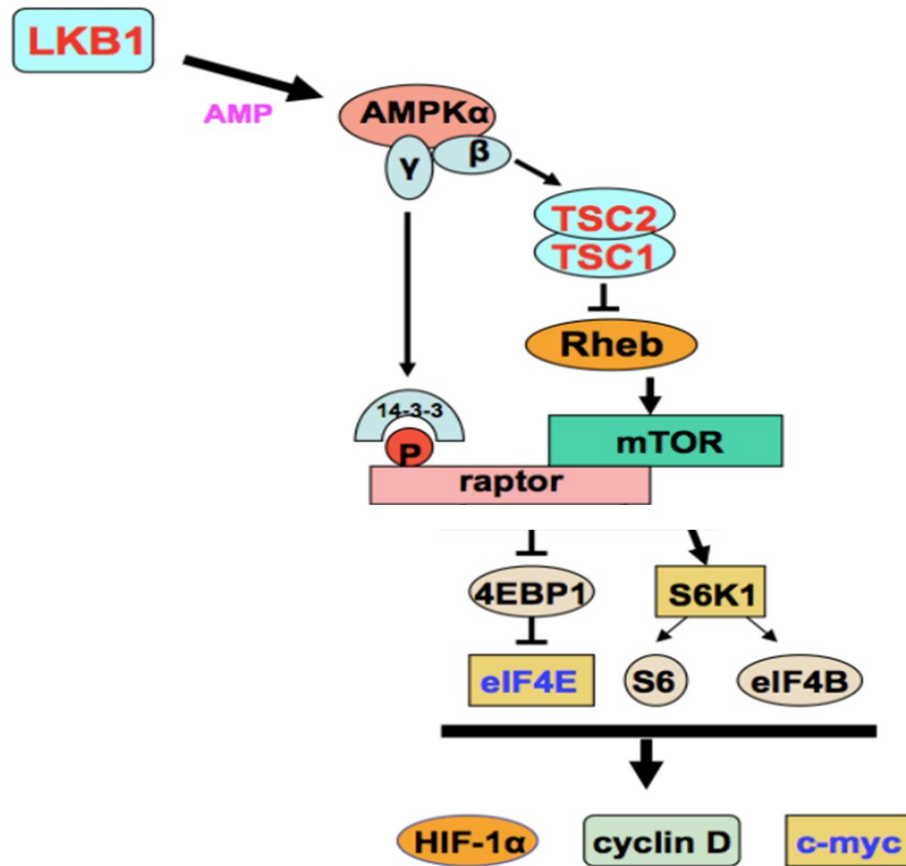 LKB1
AMP
AMPKα
γ
β
TSC2
TSC1
Rheb
14-3-3
P
mTOR
raptor
4EBP1
S6K1
eIF4E
S6
eIF4B
HIF-1α
cyclin D
c-myc